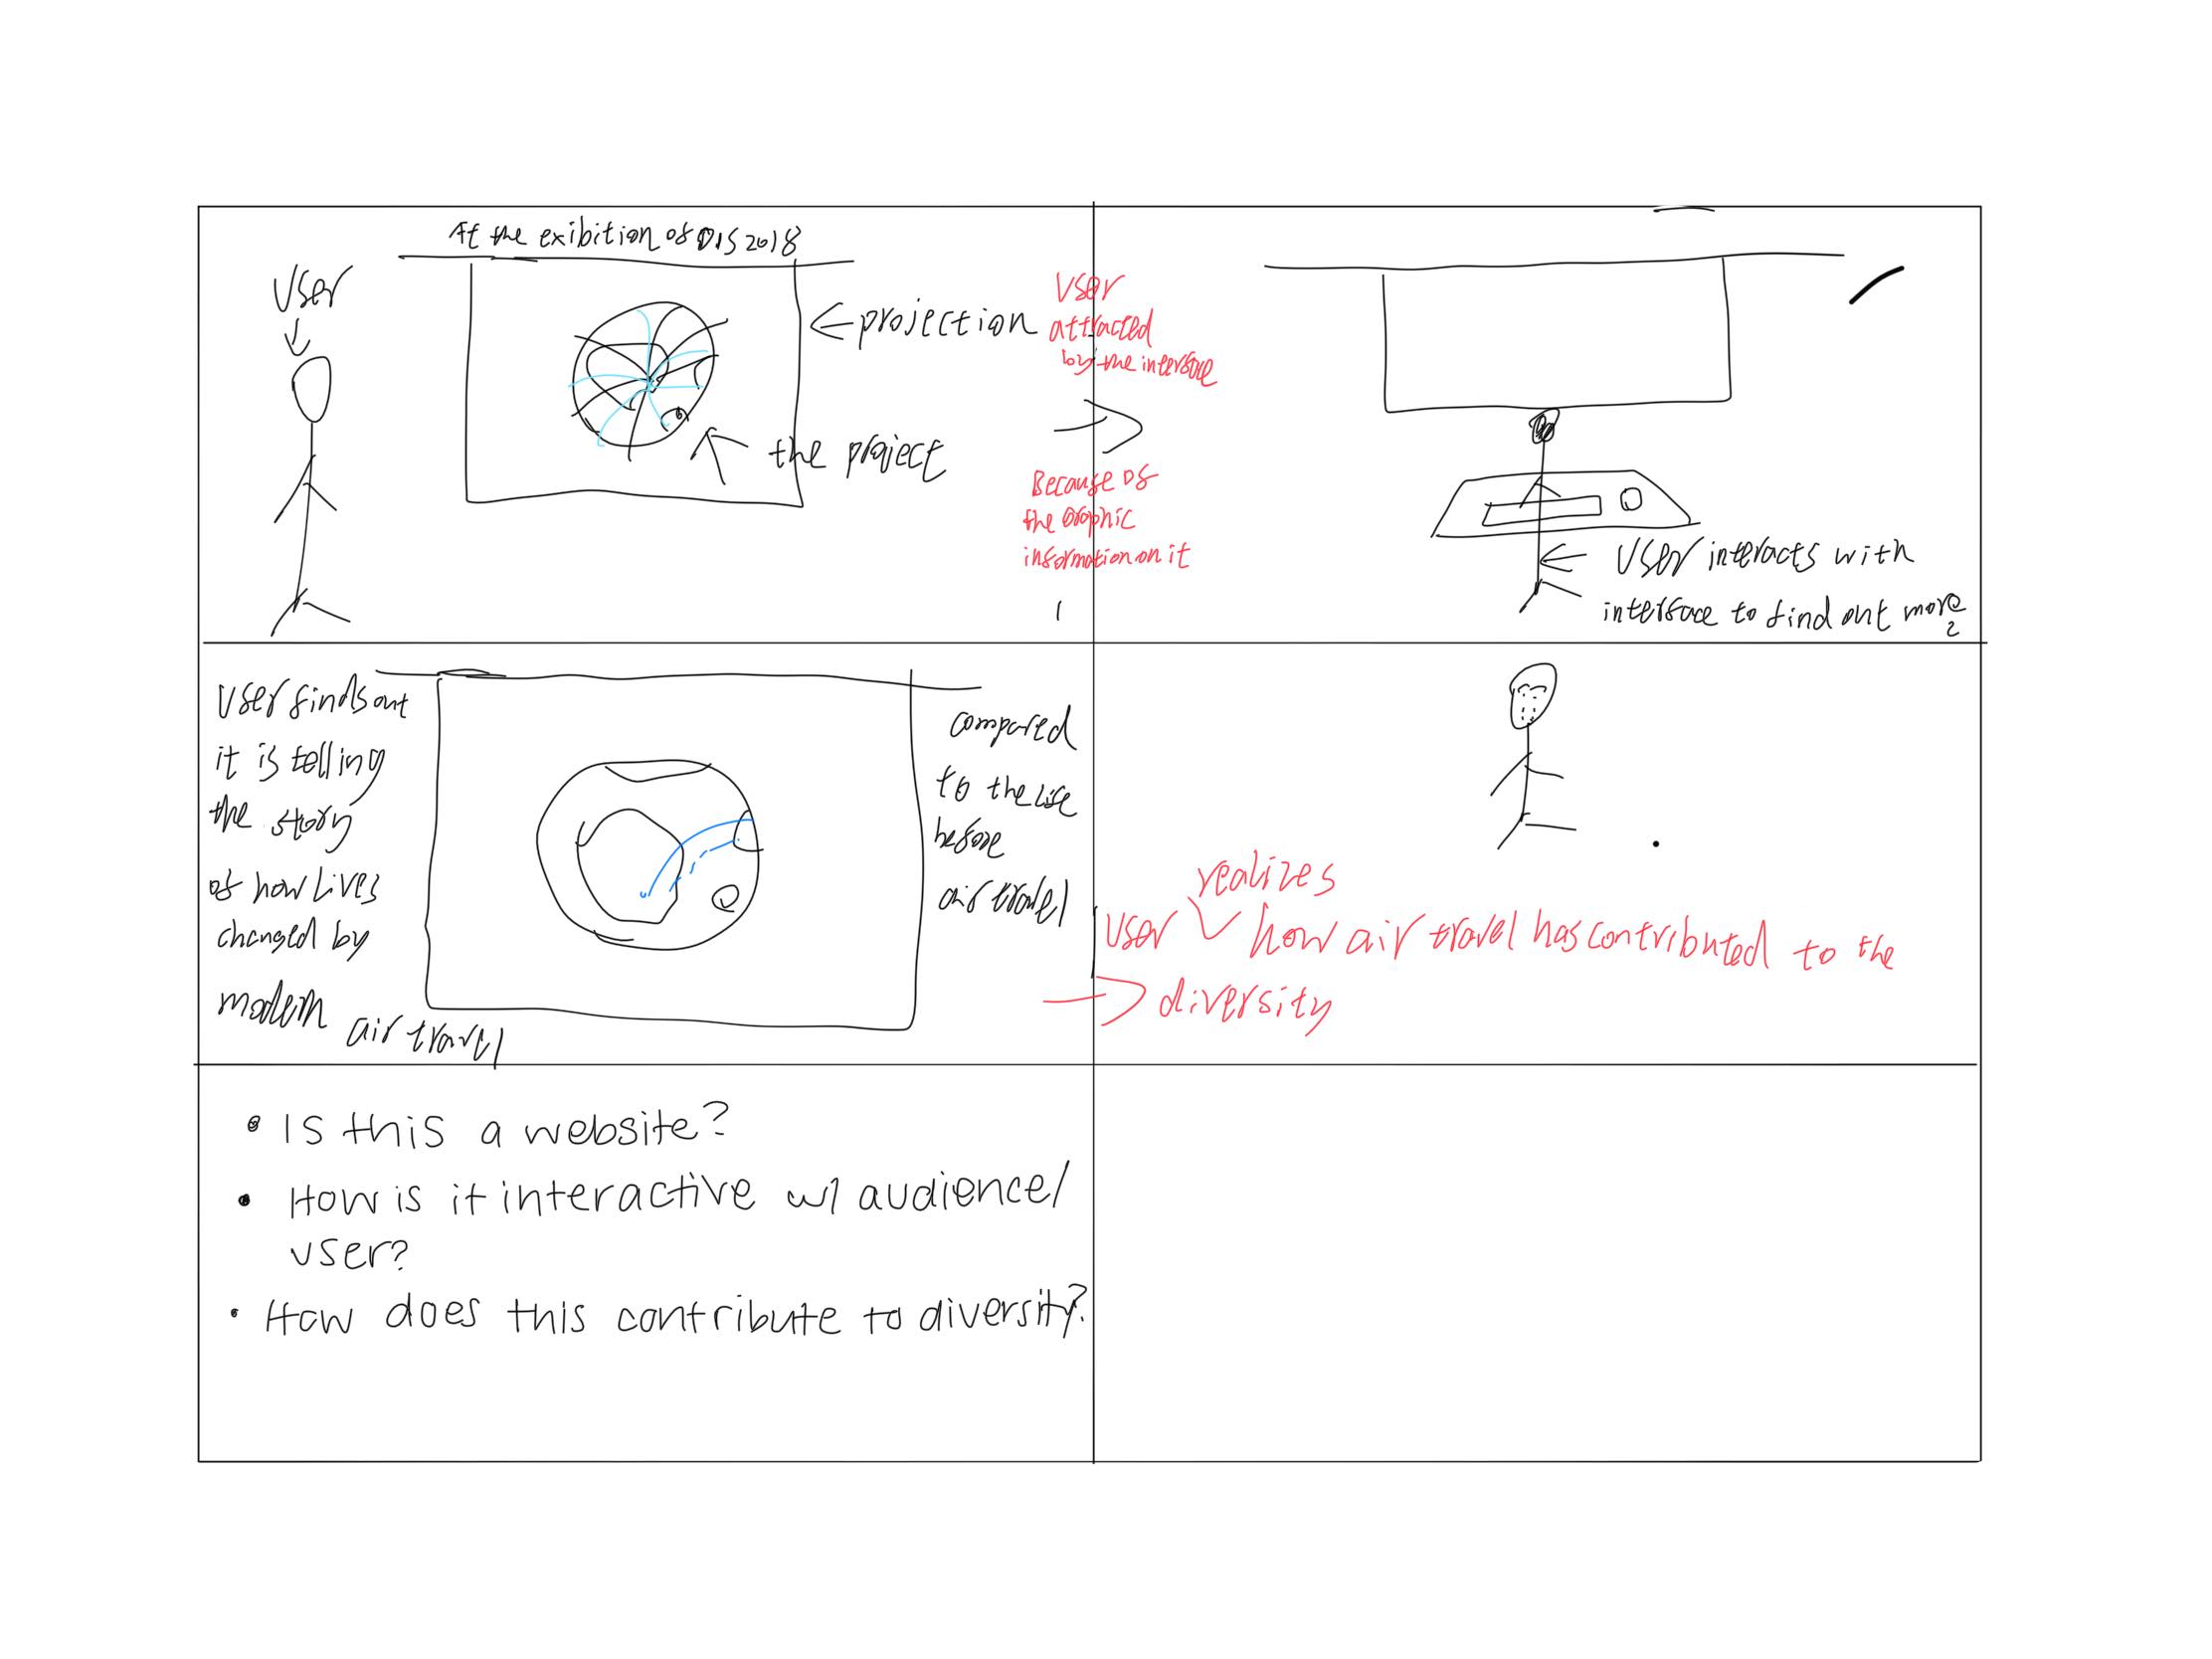 At the exibition of DIS 2018
User
projection
the project
User
attracted
by the interface
Because of
the graphic
information on it
1
User interacts with
interface to find out more
2
User finds out
it is telling
the story
of how Lives
changed by
modern air travel
compared
to the life
before
air travel
realizes
User how air travel has contributed to the
diversity
• Is this a website?
• How is it interactive w/ audience/
user?
• How does this contribute to diversity?